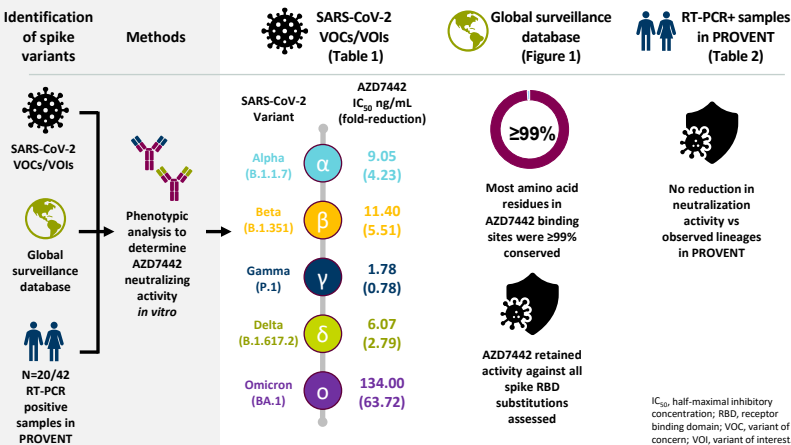 Identification
of spike
variants
Methods
SARS-CoV-2
VOCs/VOIs
(Table 1)
Global surveillance
database
(Figure 1)
RT-PCR+ samples
in PROVENT
(Table 2)
SARS-CoV-2
VOCs/VOIs
Global
surveillance
database
N=20/42
RT-PCR
positive
samples in
PROVENT
Phenotypic
analysis to
determine
AZD7442
neutralizing
activity
in vitro
SARS-CoV-2
Variant
AZD7442
IC50 ng/mL
(fold-reduction)
Alpha
(B.1.1.7)
α
9.05
(4.23)
Beta
(B.1.351)
β
11.40
(5.51)
Gamma
(P.1)
γ
1.78
(0.78)
Delta
(B.1.617.2)
δ
6.07
(2.79)
Omicron
(BA.1)
ο
134.00
(63.72)
≥99%
Most amino acid
residues in
AZD7442 binding
sites were ≥99%
conserved
AZD7442 retained
activity against all
spike RBD
substitutions
assessed
No reduction in
neutralization
activity vs
observed lineages
in PROVENT
IC50, half-maximal inhibitory
concentration; RBD, receptor
binding domain; VOC, variant of
concern; VOI, variant of interest